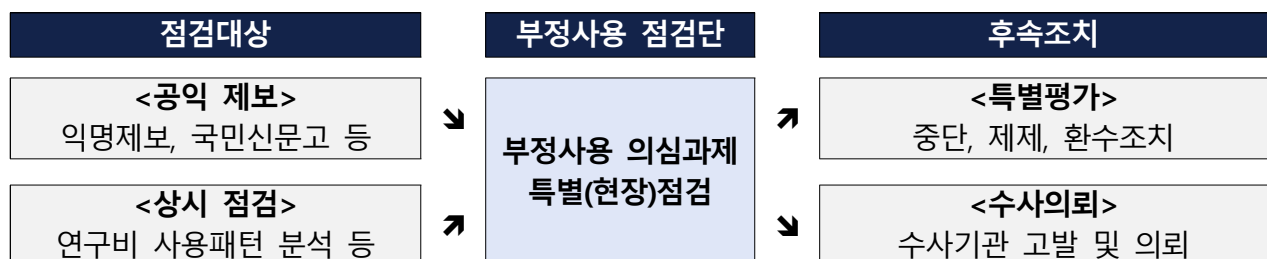 점검대상
부정사용 점검단
후속조치
<공익 제보>
익명제보, 국민신문고 등
<상시 점검>
연구비 사용패턴 분석 등
부정사용 의심과제
특별(현장)점검
<특별평가>
중단, 제제, 환수조치
<수사의뢰>
수사기관 고발 및 의뢰